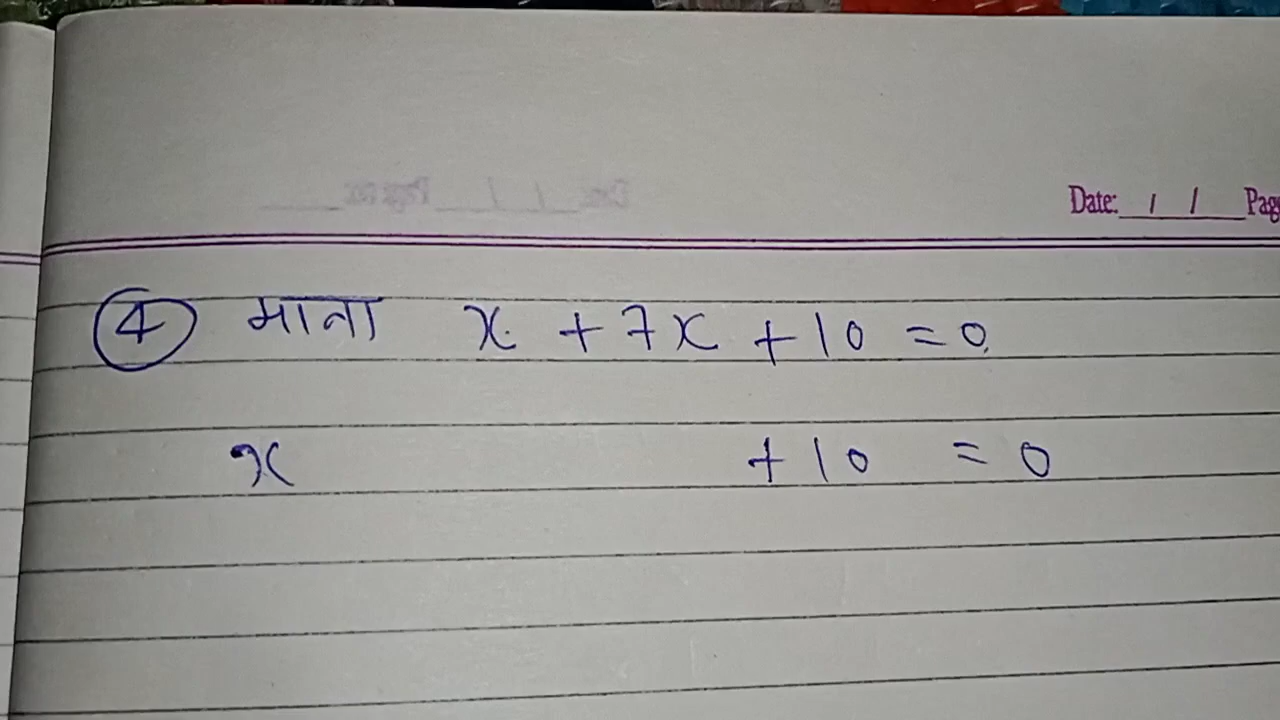 Date: / / Pag
④ माना x + 7x + 10 = 0
x + 10 = 0